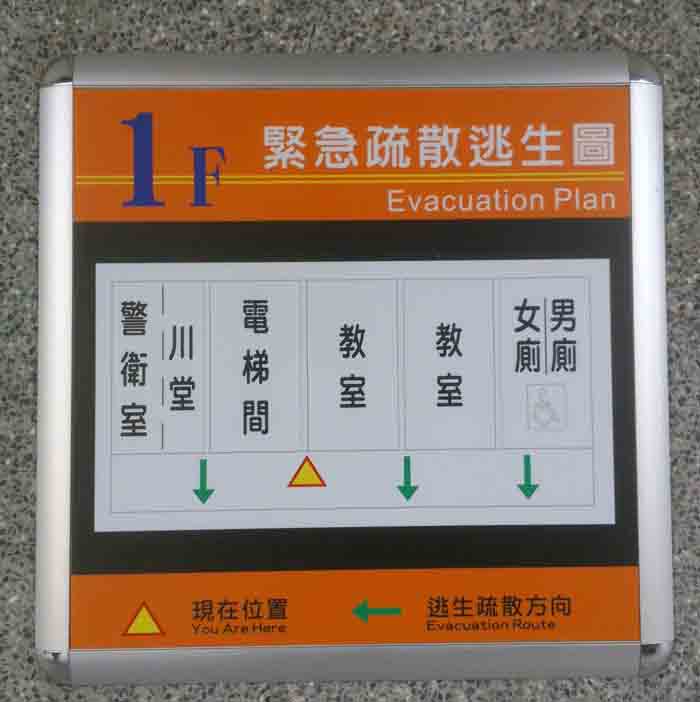 1F
緊急疏散逃生圖
Evacuation Plan
警衛室
川堂
電梯間
教室
教室
女廁
男廁
現在位置
You Are Here
逃生疏散方向
Evacuation Route